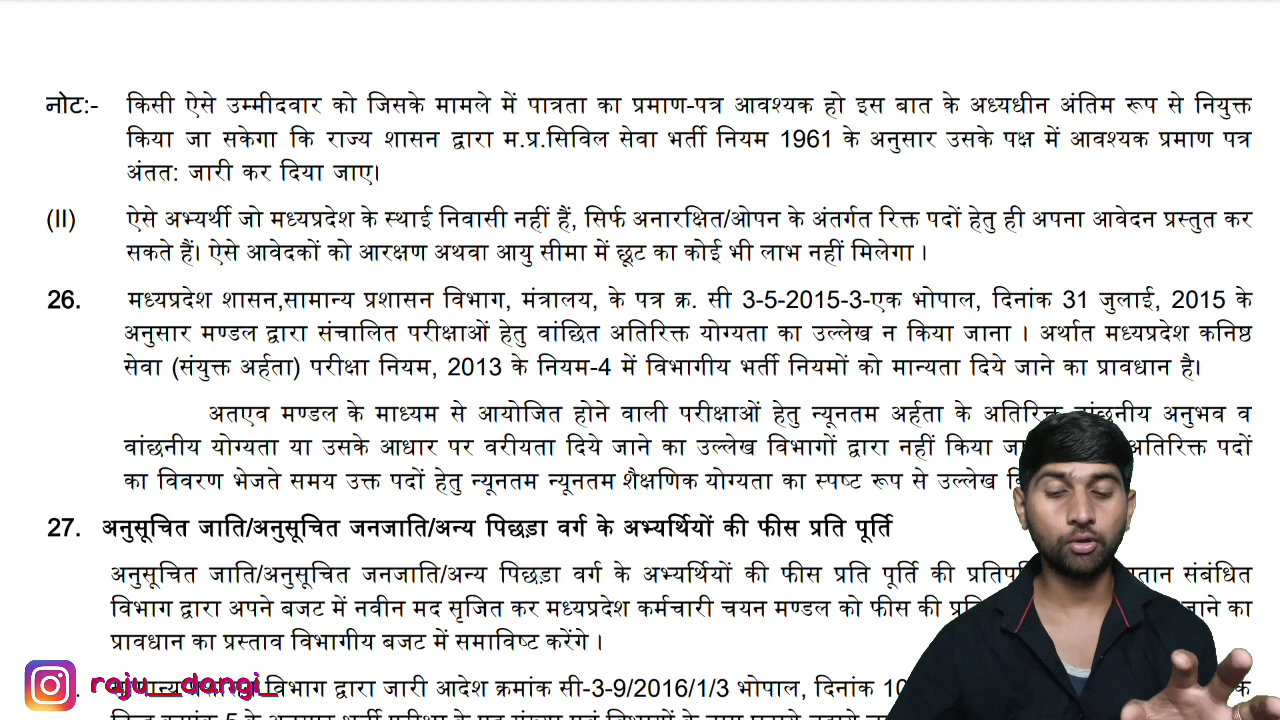 नोट:- किसी ऐसे उम्मीदवार को जिसके मामले में पात्रता का प्रमाण-पत्र आवश्यक हो इस बात के अध्यधीन अंतिम रूप से नियुक्त
किया जा सकेगा कि राज्य शासन द्वारा म.प्र.सिविल सेवा भर्ती नियम 1961 के अनुसार उसके पक्ष में आवश्यक प्रमाण पत्र
अंतत: जारी कर दिया जाए।
(II) ऐसे अभ्यर्थी जो मध्यप्रदेश के स्थाई निवासी नहीं हैं, सिर्फ अनारक्षित/ओपन के अंतर्गत रिक्त पदों हेतु ही अपना आवेदन प्रस्तुत कर
सकते हैं। ऐसे आवेदकों को आरक्षण अथवा आयु सीमा में छूट का कोई भी लाभ नहीं मिलेगा ।
26. मध्यप्रदेश शासन,सामान्य प्रशासन विभाग, मंत्रालय, के पत्र क्र. सी 3-5-2015-3-एक भोपाल, दिनांक 31 जुलाई, 2015 के
अनुसार मण्डल द्वारा संचालित परीक्षाओं हेतु वांछित अतिरिक्त योग्यता का उल्लेख न किया जाना । अर्थात मध्यप्रदेश कनिष्ठ
सेवा (संयुक्त अर्हता) परीक्षा नियम, 2013 के नियम-4 में विभागीय भर्ती नियमों को मान्यता दिये जाने का प्रावधान है।
अतएव मण्डल के माध्यम से आयोजित होने वाली परीक्षाओं हेतु न्यूनतम अर्हता के अतिरिक्त वांछनीय अनुभव व
वांछनीय योग्यता या उसके आधार पर वरीयता दिये जाने का उल्लेख विभागों द्वारा नहीं किया अतिरिक्त पदों
का विवरण भेजते समय उक्त पदों हेतु न्यूनतम न्यूनतम शैक्षणिक योग्यता का स्पष्ट रूप से उल्लेख
27. अनुसूचित जाति/अनुसूचित जनजाति/अन्य पिछड़ा वर्ग के अभ्यर्थियों की फीस प्रति पूर्ति
अनुसूचित जाति/अनुसूचित जनजाति/अन्य पिछड़ा वर्ग के अभ्यर्थियों की फीस प्रति पूर्ति की संबंधित
विभाग द्वारा अपने बजट में नवीन मद सृजित कर मध्यप्रदेश कर्मचारी चयन मण्डल को फीस की जाने का
प्रावधान का प्रस्ताव विभागीय बजट में समाविष्ट करेंगे ।
raju__dangi_
विभाग द्वारा जारी आदेश क्रमांक सी-3-9/2016/1/3 भोपाल, दिनांक